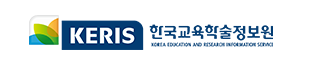 KERIS 한국교육학술정보원
KOREA EDUCATION AND RESEARCH INFORMATION SERVICE